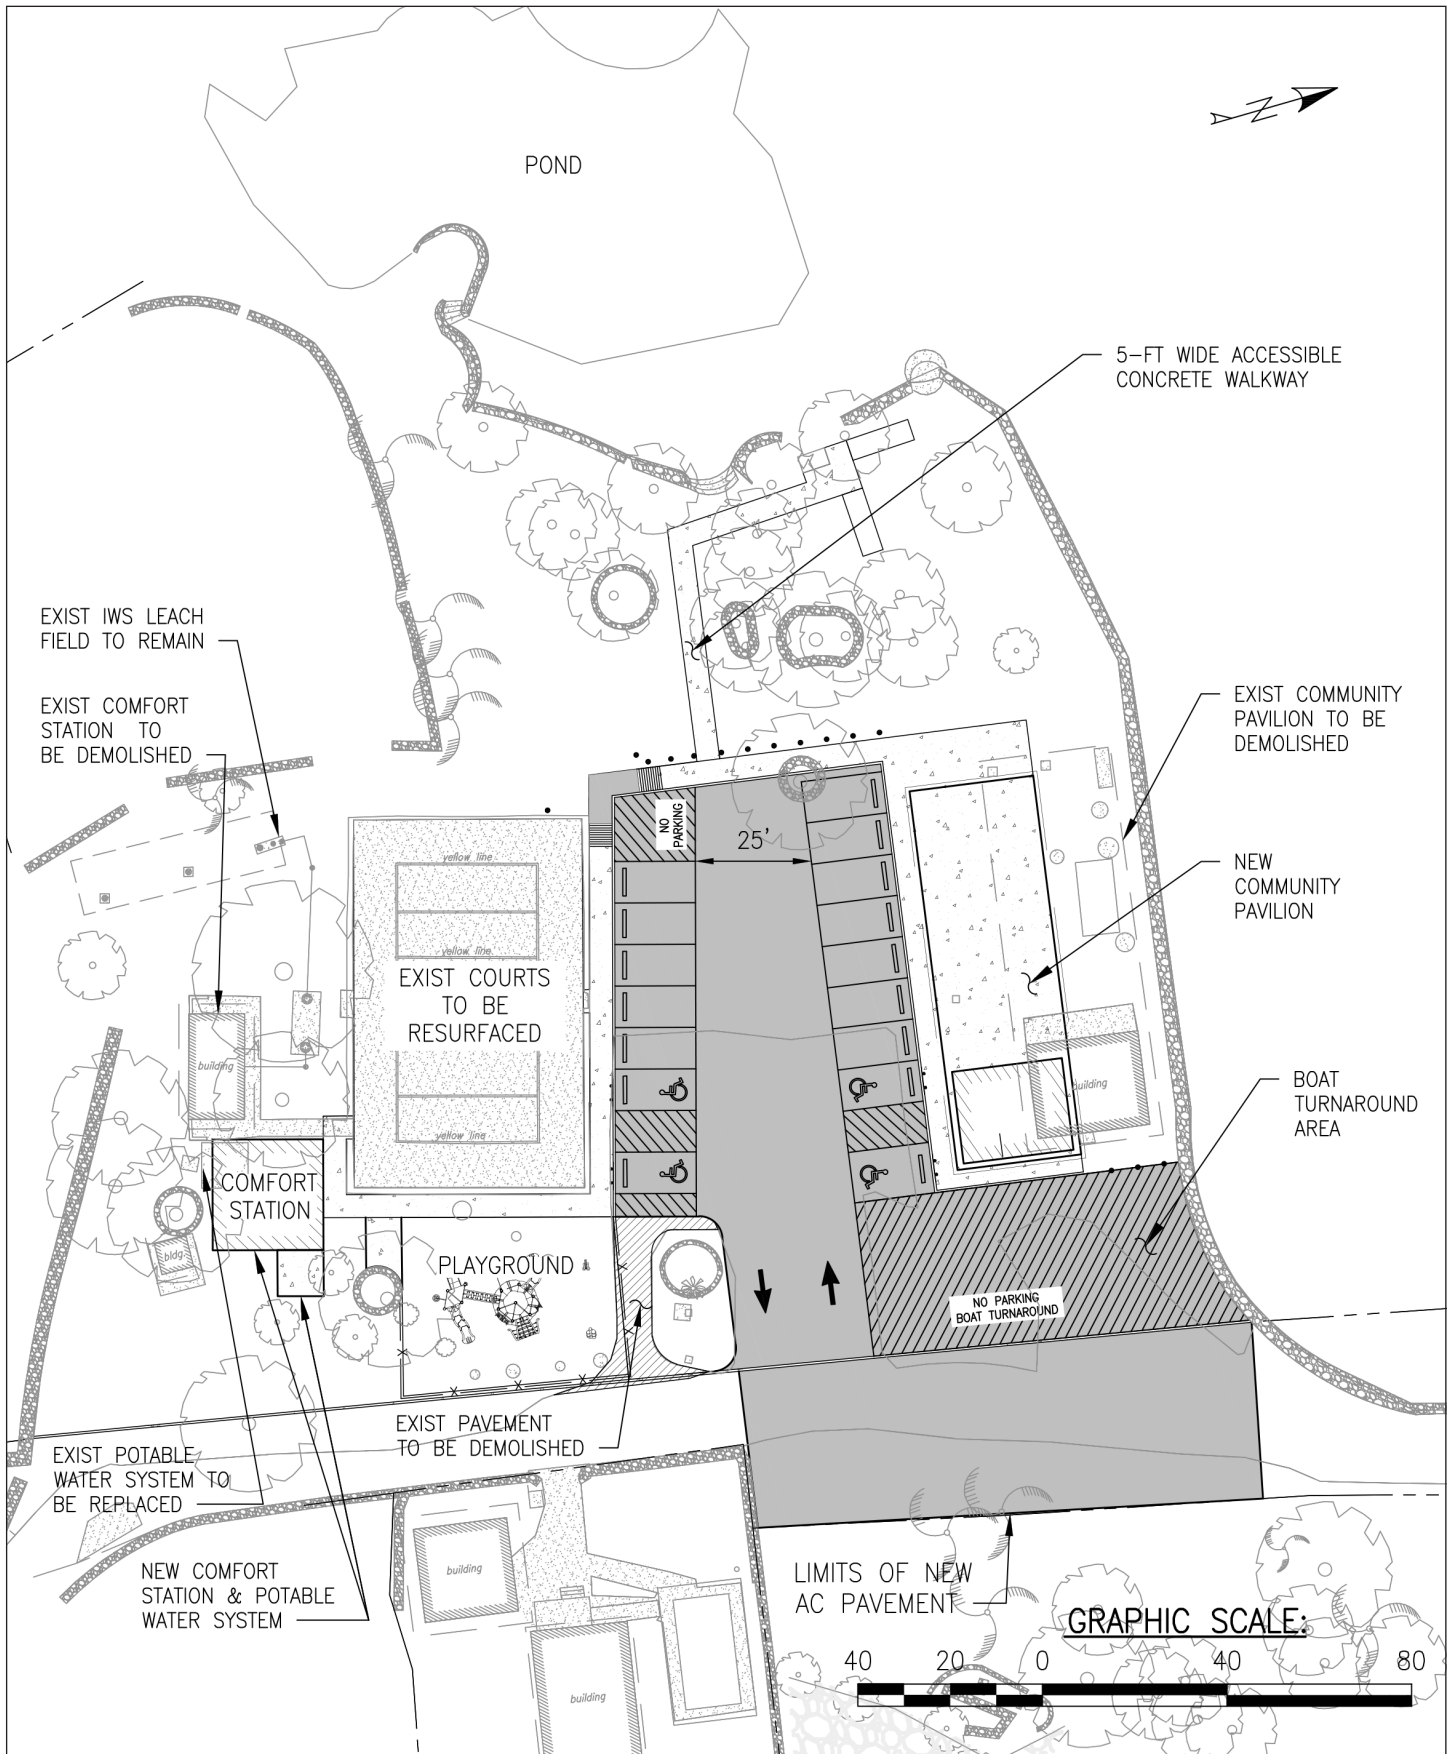 Z
POND
5-FT WIDE ACCESSIBLE
CONCRETE WALKWAY
EXIST IWS LEACH
FIELD TO REMAIN
EXIST COMFORT
STATION TO
BE DEMOLISHED
EXIST COMMUNITY
PAVILION TO BE
DEMOLISHED
NO
PARKING
25'
yellow line
NEW
COMMUNITY
PAVILION
yellow line
EXIST COURTS
TO BE
RESURFACED
building
building
BOAT
TURNAROUND
AREA
yellow line
COMFORT
STATION
bldg.
PLAYGROUND
NO PARKING
BOAT TURNAROUND
EXIST PAVEMENT
TO BE DEMOLISHED
EXIST POTABLE
WATER SYSTEM TO
BE REPLACED
NEW COMFORT
STATION & POTABLE
WATER SYSTEM
building
building
LIMITS OF NEW
AC PAVEMENT
GRAPHIC SCALE:
40 20 0 40 80